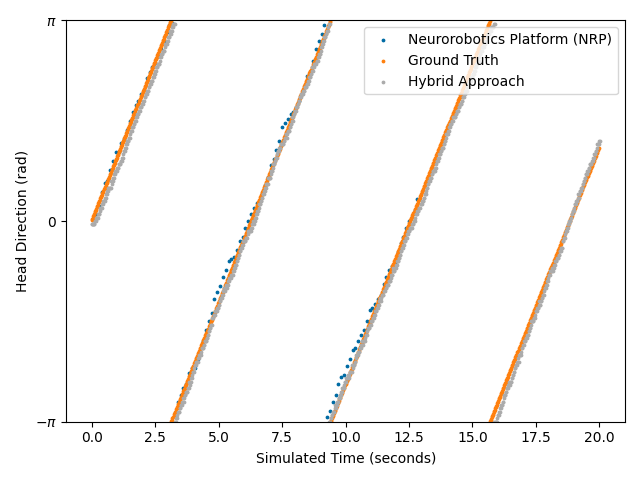 π
0
−π
Head Direction (rad)
Neurorobotics Platform (NRP)
Ground Truth
Hybrid Approach
0.0 2.5 5.0 7.5 10.0 12.5 15.0 17.5 20.0
Simulated Time (seconds)